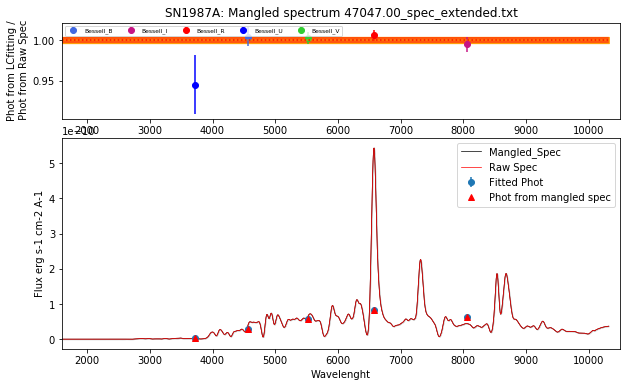 SN1987A: Mangled spectrum 47047.00_spec_extended.txt
Phot from LCfitting /
Phot from Raw Spec
1.00
0.95
Bessell_B
Bessell_I
Bessell_R
Bessell_U
Bessell_V
2000 3000 4000 5000 6000 7000 8000 9000 10000
1e−10
Flux erg s-1 cm-2 A-1
5
4
3
2
1
0
Mangled_Spec
Raw Spec
Fitted Phot
Phot from mangled spec
2000 3000 4000 5000 6000 7000 8000 9000 10000
Wavelenght